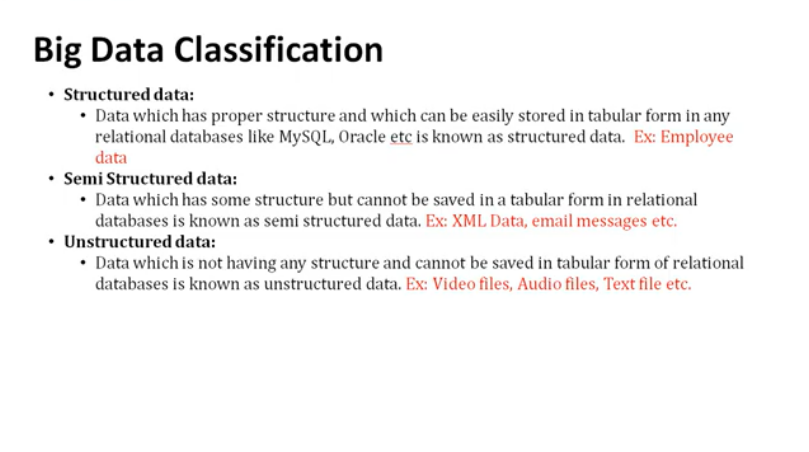 Big Data Classification
• Structured data:
• Data which has proper structure and which can be easily stored in tabular form in any
relational databases like MySQL, Oracle etc is known as structured data. Ex: Employee
data
• Semi Structured data:
• Data which has some structure but cannot be saved in a tabular form in relational
databases is known as semi structured data. Ex: XML Data, email messages etc.
• Unstructured data:
• Data which is not having any structure and cannot be saved in tabular form of relational
databases is known as unstructured data. Ex: Video files, Audio files, Text file etc.